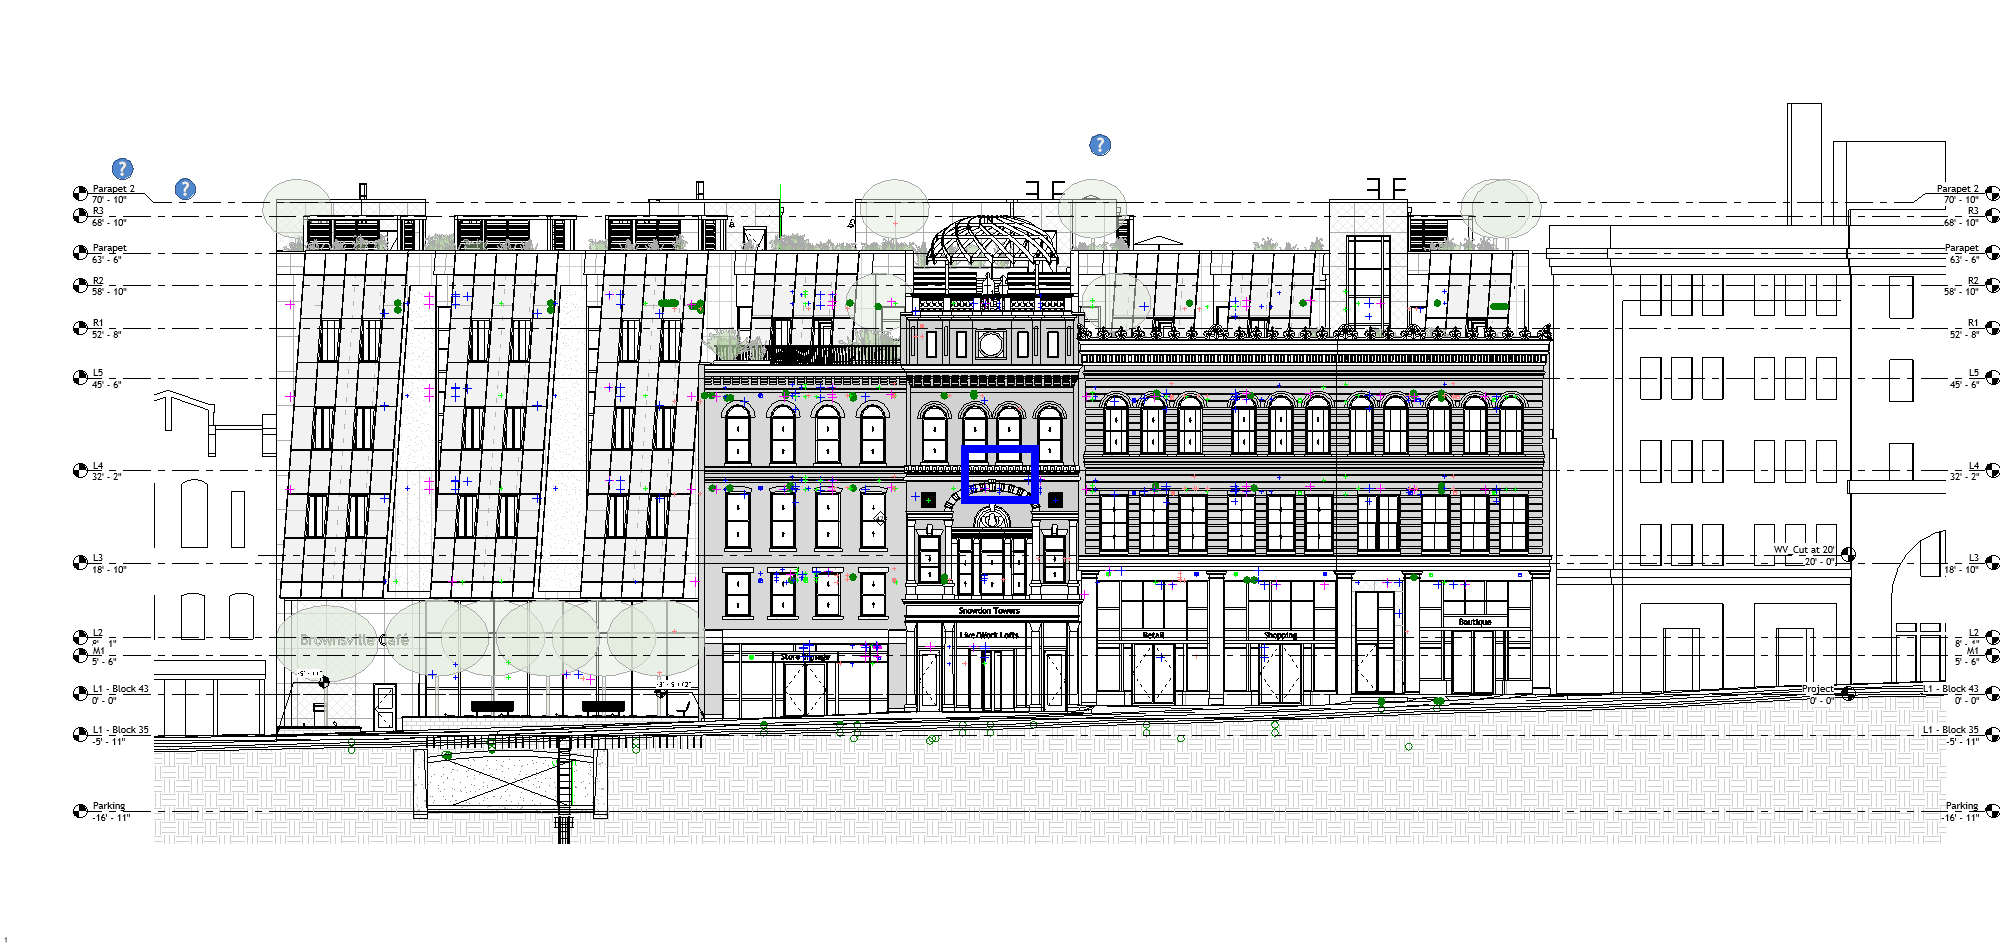 ?
?
?
Parapet 2
70' - 10"
R3
68' - 10"
Parapet
63' - 6"
R2
58' - 10"
R1
52' - 8"
L5
45' - 6"
L4
32' - 2"
L3
18' - 10"
L2
8' - 1"
M1
5' - 6"
L1 - Block 43
0' - 0"
L1 - Block 35
-5' - 11"
Parking
-16' - 11"
Brownsville Café
Snowdon Towers
Live/Work Lofts
Retail
Shopping
Boutique
WV_Cut at 20'
20' - 0"
Project
0' - 0"
Parapet 2
70' - 10"
R3
68' - 10"
Parapet
63' - 6"
R2
58' - 10"
R1
52' - 8"
L5
45' - 6"
L4
32' - 2"
L3
18' - 10"
L2
8' - 1"
M1
5' - 6"
L1 - Block 43
0' - 0"
L1 - Block 35
-5' - 11"
Parking
-16' - 11"
1